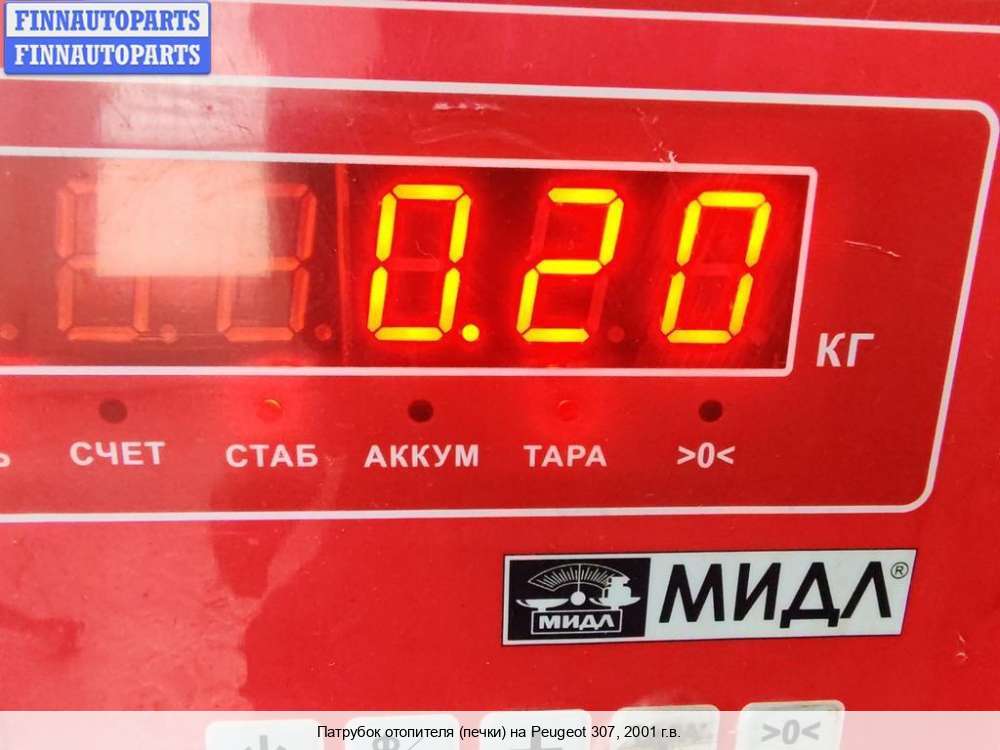 FINNAUTOPARTS
FINNAUTOPARTS
0.20
КГ
СЧЕТ СТАБ АККУМ ТАРА >0<
МИДЛ МИДЛ®
>0<
Патрубок отопителя (печки) на Peugeot 307, 2001 г.в.